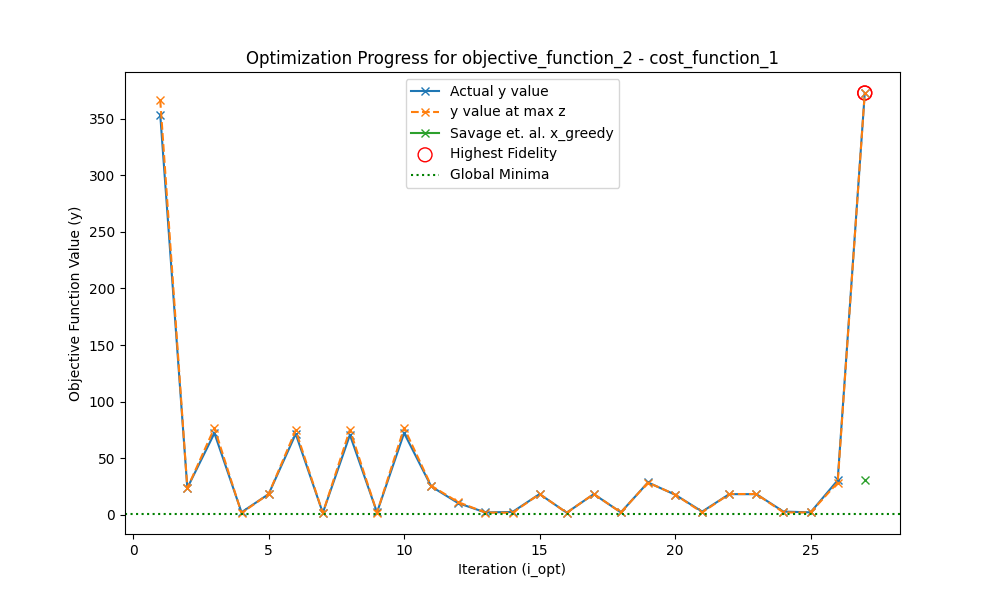 Optimization Progress for objective_function_2 - cost_function_1
Actual y value
y value at max z
Savage et. al. x_greedy
Highest Fidelity
Global Minima
Objective Function Value (y)
350
300
250
200
150
100
50
0
0 5 10 15 20 25
Iteration (i_opt)